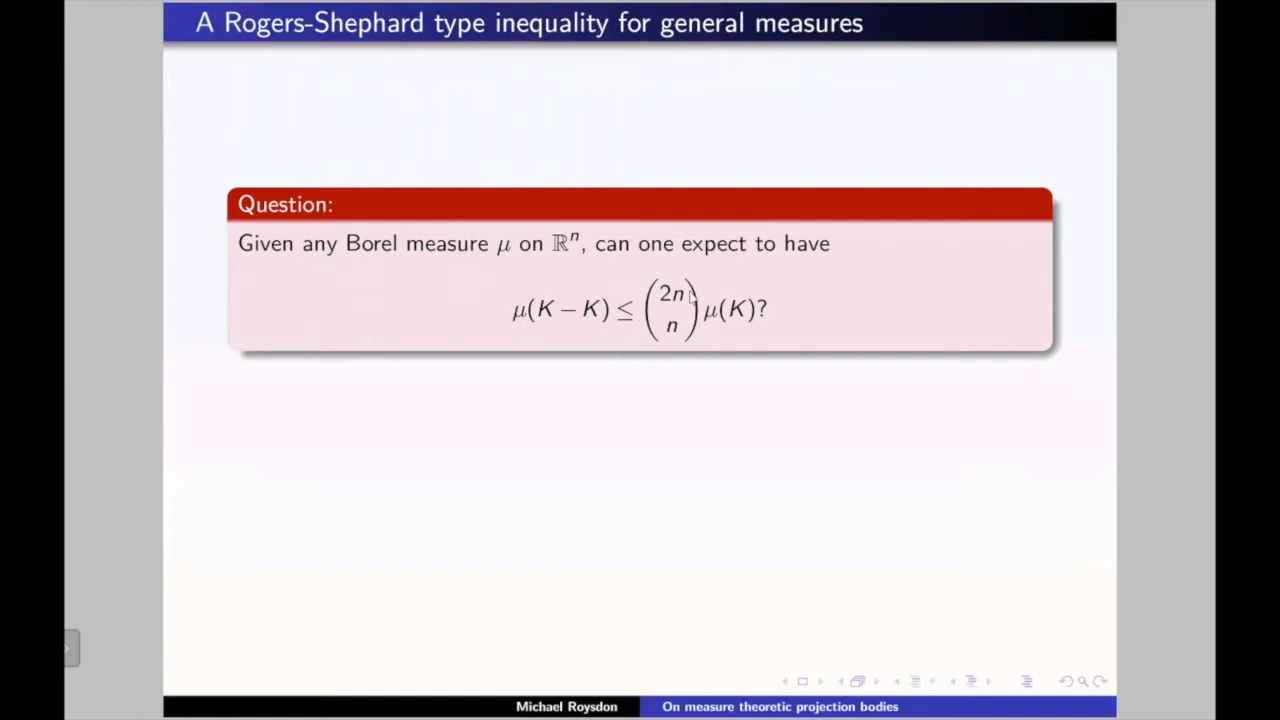 A Rogers-Shephard type inequality for general measures
Question:
Given any Borel measure μ on ℝⁿ, can one expect to have
μ(K − K) ≤ (2n n) μ(K)?
Michael Roysdon On measure theoretic projection bodies